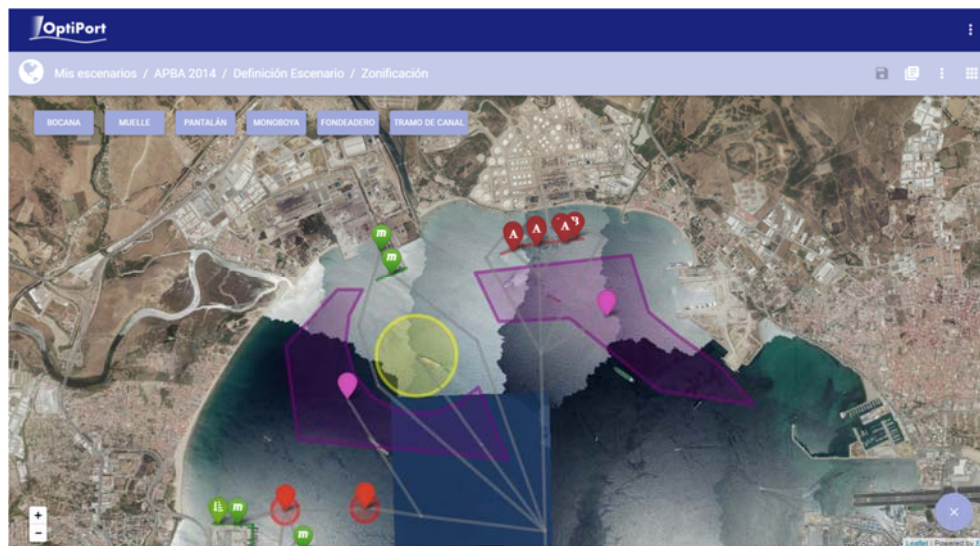 OptiPort
Mis escenarios / APBA 2014 / Definición Escenario / Zonificación
BOCANA MUELLE PANTALÁN MONOBOYA FONDEADERO TRAMO DE CANAL
m
m
A A A B
m
m
+
−
×
Leaflet | Powered by